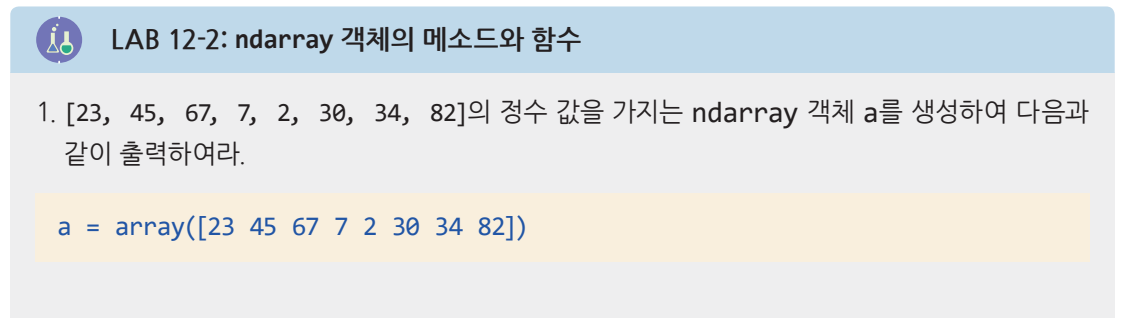 LAB 12-2: ndarray 객체의 메소드와 함수
1. [23, 45, 67, 7, 2, 30, 34, 82]의 정수 값을 가지는 ndarray 객체 a를 생성하여 다음과
같이 출력하여라.
a = array([23 45 67 7 2 30 34 82])